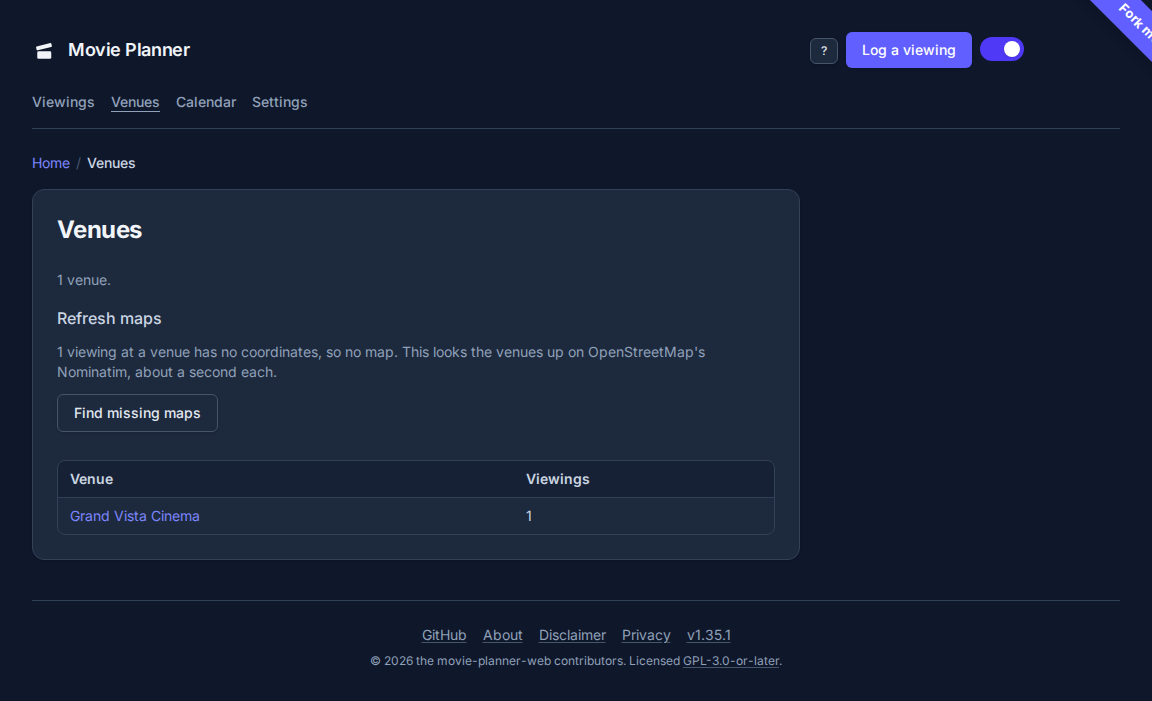 Movie Planner
?
Log a viewing
Fork m
Viewings Venues Calendar Settings
Home / Venues
Venues
1 venue.
Refresh maps
1 viewing at a venue has no coordinates, so no map. This looks the venues up on OpenStreetMap's
Nominatim, about a second each.
Find missing maps
Venue Viewings
Grand Vista Cinema 1
GitHub About Disclaimer Privacy v1.35.1
© 2026 the movie-planner-web contributors. Licensed GPL-3.0-or-later.